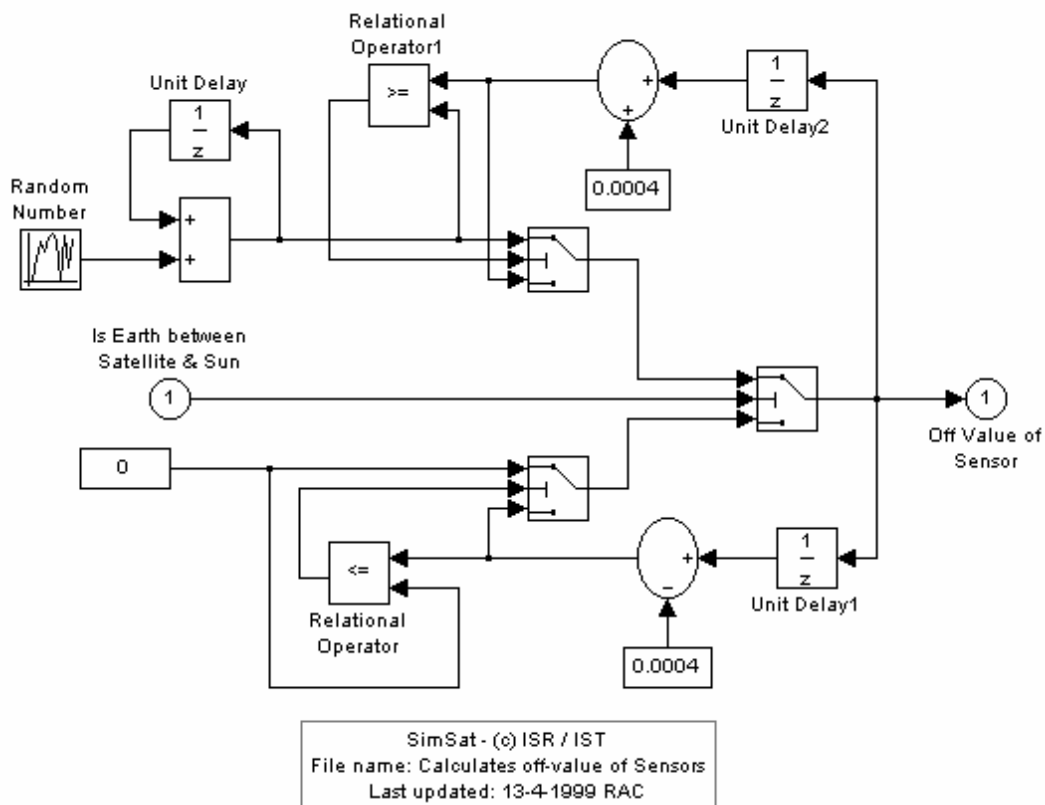 Relational
Operator1
>=
+
+
1
z
Unit Delay2
0.0004
Unit Delay
1
z
Random
Number
+
+
Is Earth between
Satellite & Sun
1
1
Off Value of
Sensor
0
<=
Relational
Operator
+
−
1
z
Unit Delay1
0.0004
SimSat - (c) ISR / IST
File name: Calculates off-value of Sensors
Last updated: 13-4-1999 RAC